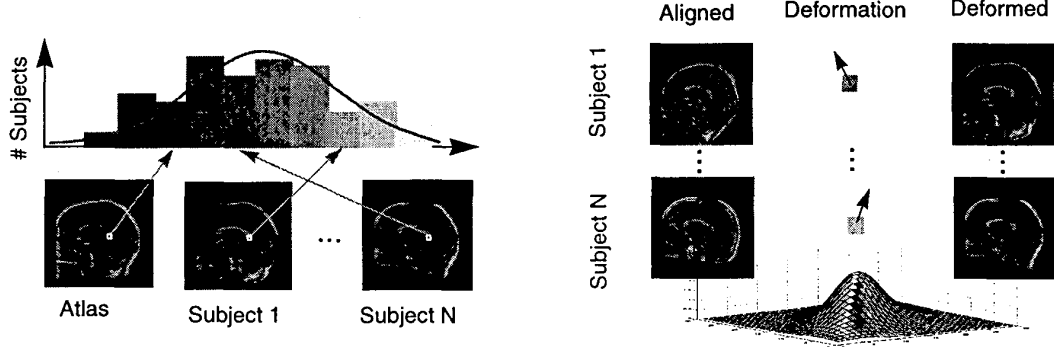 # Subjects
Atlas
Subject 1
...
Subject N
Aligned
Deformation
Deformed
Subject 1
Subject N